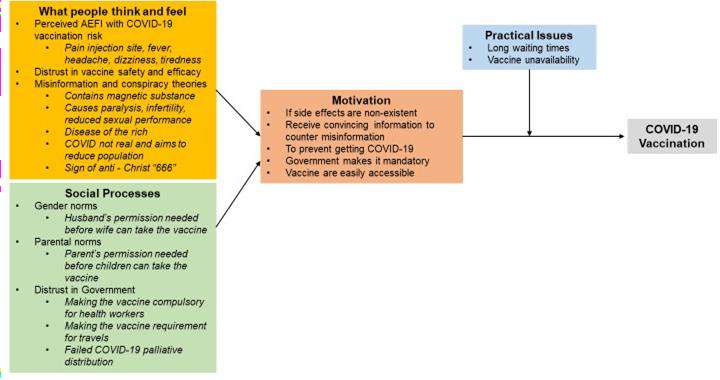 What people think and feel
• Perceived AEFI with COVID-19
vaccination risk
• Pain injection site, fever,
headache, dizziness, tiredness
• Distrust in vaccine safety and efficacy
• Misinformation and conspiracy theories
• Contains magnetic substance
• Causes paralysis, infertility,
reduced sexual performance
• Disease of the rich
• COVID not real and aims to
reduce population
• Sign of anti - Christ “666”
Social Processes
• Gender norms
• Husband’s permission needed
before wife can take the vaccine
• Parental norms
• Parent’s permission needed
before children can take the
vaccine
• Distrust in Government
• Making the vaccine compulsory
for health workers
• Making the vaccine requirement
for travels
• Failed COVID-19 palliative
distribution
Motivation
• If side effects are non-existent
• Receive convincing information to
counter misinformation
• To prevent getting COVID-19
• Government makes it mandatory
• Vaccine are easily accessible
Practical Issues
• Long waiting times
• Vaccine unavailability
COVID-19
Vaccination